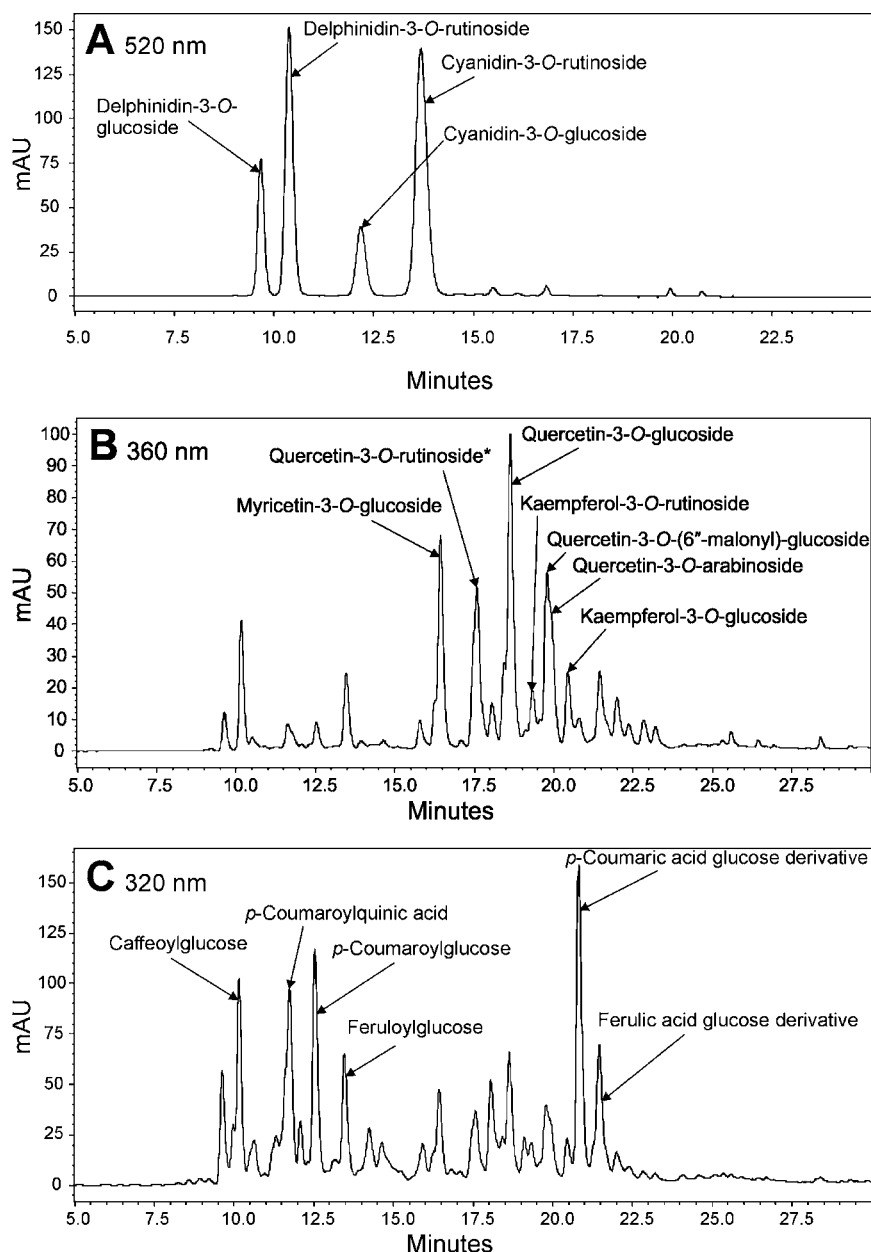 A 520 nm
Delphinidin-3-O-rutinoside
Cyanidin-3-O-rutinoside
Delphinidin-3-O-
glucoside
Cyanidin-3-O-glucoside
mAU
150
125
100
75
50
25
0
5.0 7.5 10.0 12.5 15.0 17.5 20.0 22.5
Minutes
B 360 nm
Quercetin-3-O-glucoside
Quercetin-3-O-rutinoside*
Kaempferol-3-O-rutinoside
Myricetin-3-O-glucoside
Quercetin-3-O-(6″-malonyl)-glucoside
Quercetin-3-O-arabinoside
Kaempferol-3-O-glucoside
mAU
100
90
80
70
60
50
40
30
20
10
0
5.0 10.0 12.5 15.0 17.5 20.0 22.5 25.0 27.5
Minutes
C 320 nm
p-Coumaric acid glucose derivative
p-Coumaroylquinic acid
Caffeoylglucose
p-Coumaroylglucose
Feruloylglucose
Ferulic acid glucose derivative
mAU
150
125
100
75
50
25
0
5.0 10.0 12.5 15.0 17.5 20.0 22.5 25.0 27.5
Minutes